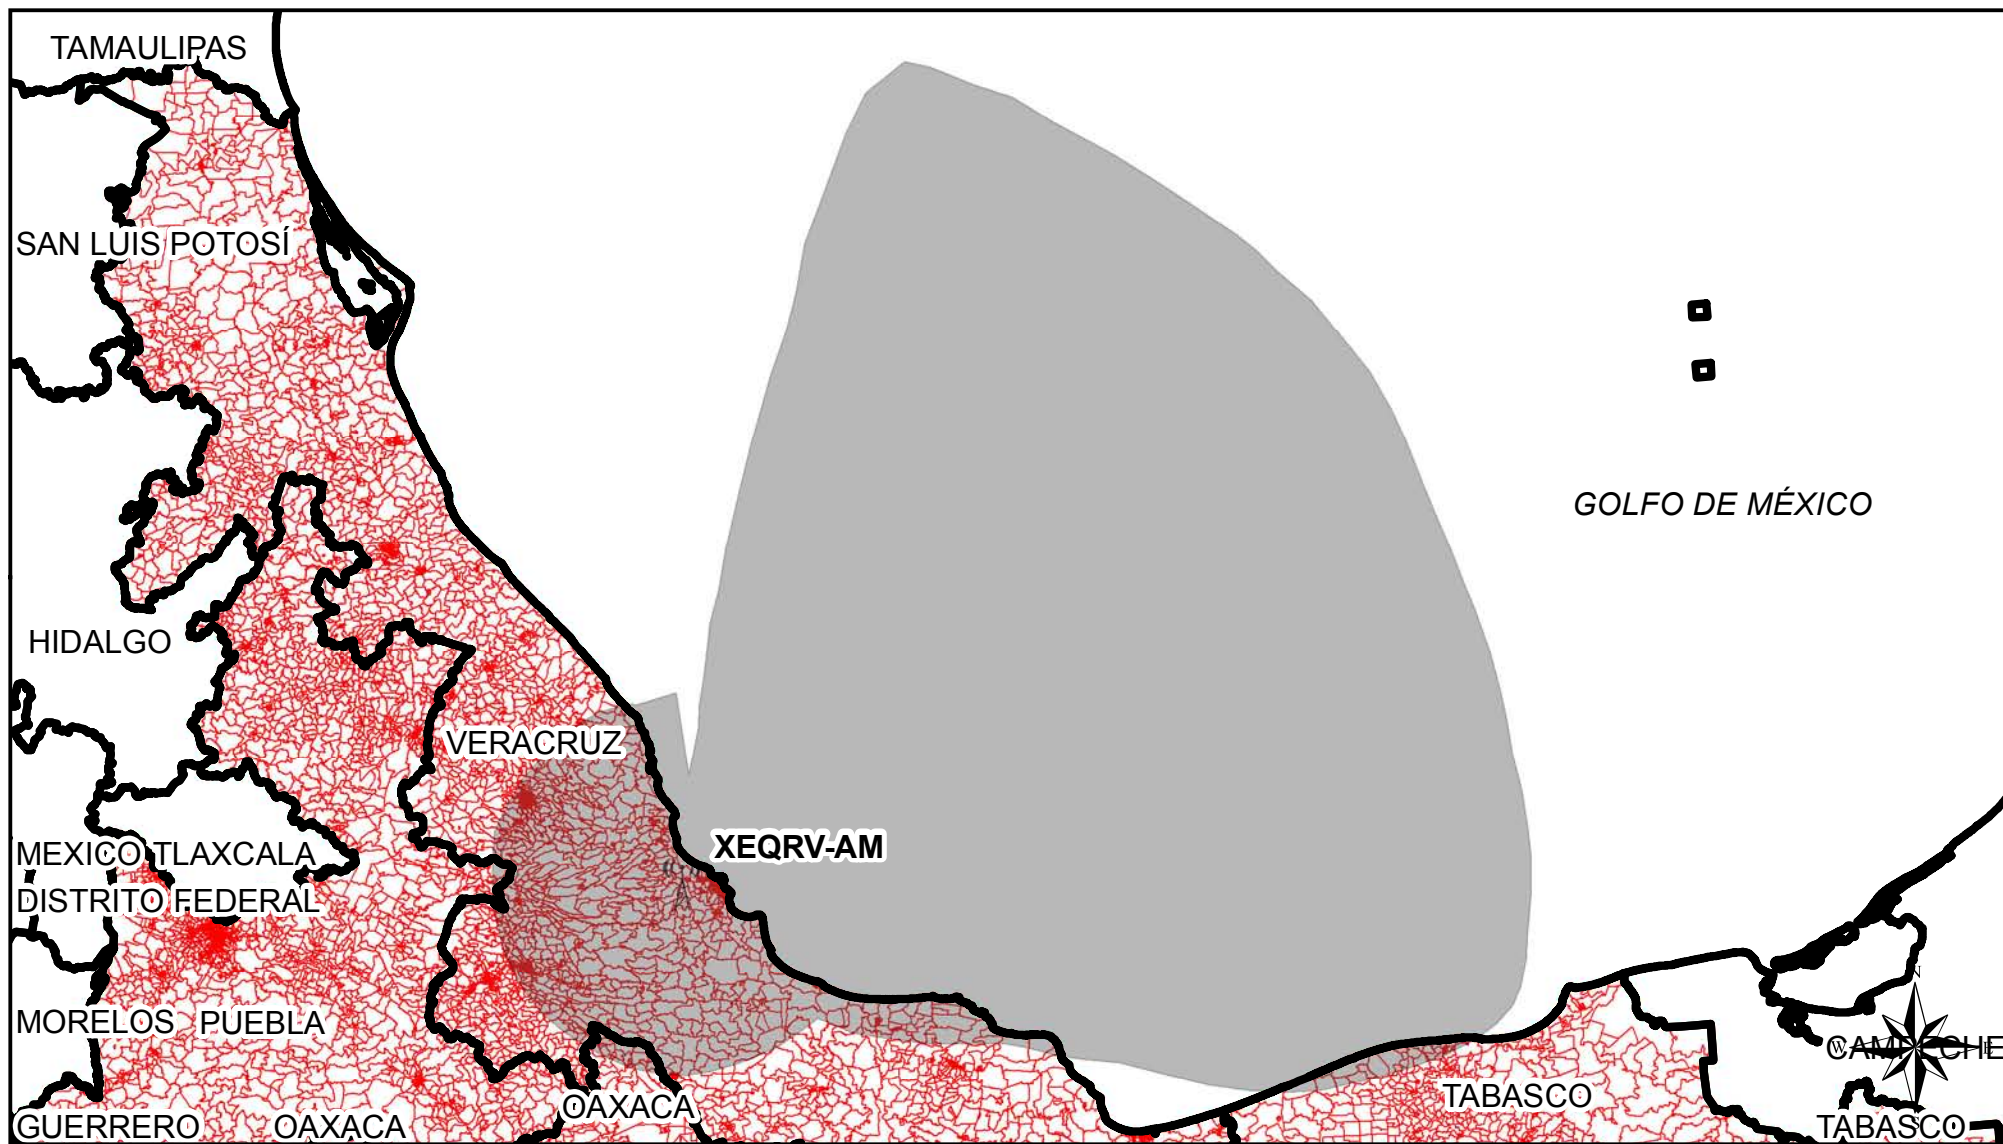 TAMAULIPAS
SAN LUIS POTOSÍ
GOLFO DE MÉXICO
HIDALGO
VERACRUZ
XEQRV-AM
MEXICO TLAXCALA
DISTRITO FEDERAL
N
MORELOS PUEBLA
W E
CAMPECHE
TABASCO
OAXACA
GUERRERO OAXACA
TABASCO